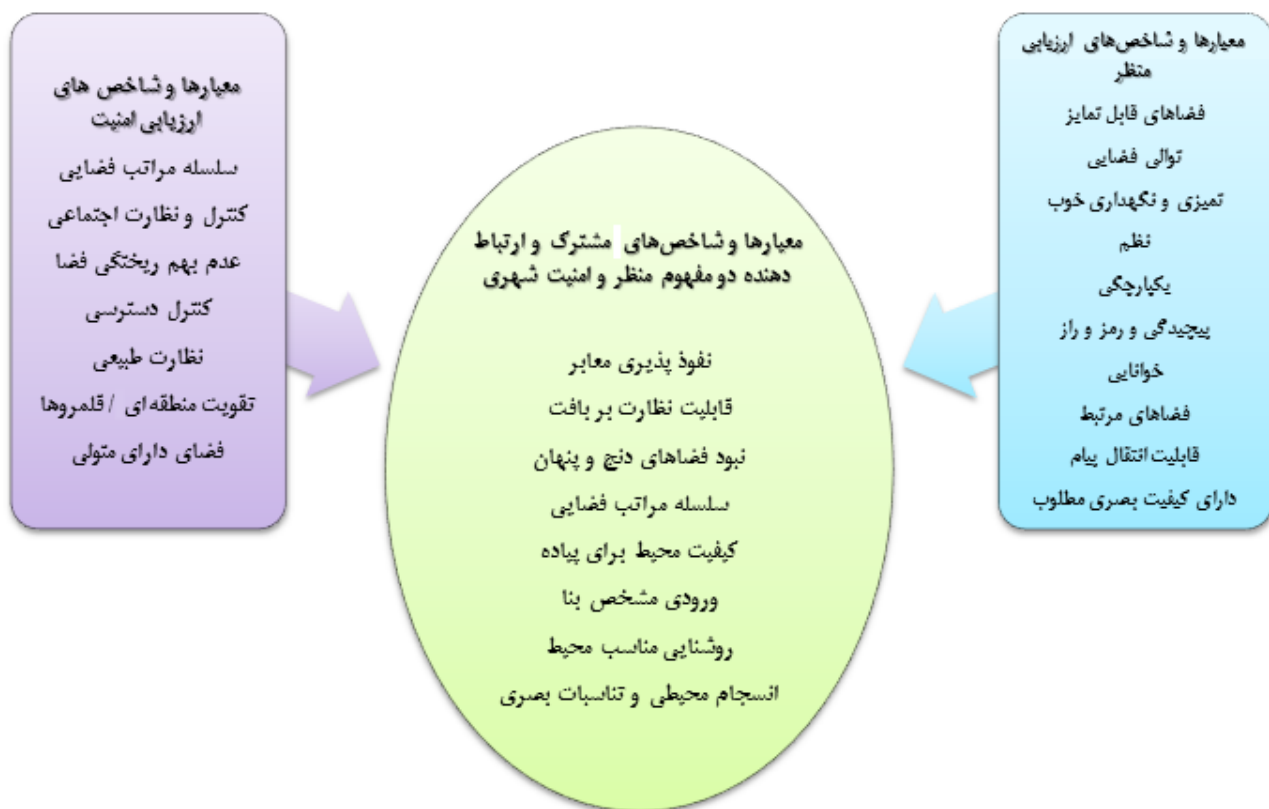 معیارها و شاخص‌های ارزیابی
منظر
فضاهای قابل تمایز
توالی فضایی
تمیزی و نگهداری خوب
نظم
یکپارچگی
پیچیدگی و رمز و راز
خوانایی
فضاهای مرتبط
قابلیت انتقال پیام
دارای کیفیت بصری مطلوب
معیارها و شاخص‌های مشترک و ارتباط
دهنده دو مفهوم منظر و امنیت شهری
نفوذ پذیری معابر
قابلیت نظارت بر بافت
نبود فضاهای دنج و پنهان
سلسله مراتب فضایی
کیفیت محیط برای پیاده
ورودی مشخص بنا
روشنایی مناسب محیط
انسجام محیطی و تناسبات بصری
معیارها و شاخص های
ارزیابی امنیت
سلسله مراتب فضایی
کنترل و نظارت اجتماعی
عدم بهم ریختگی فضا
کنترل دسترسی
نظارت طبیعی
تقویت منطقه ای / قلمروها
فضای دارای متولی